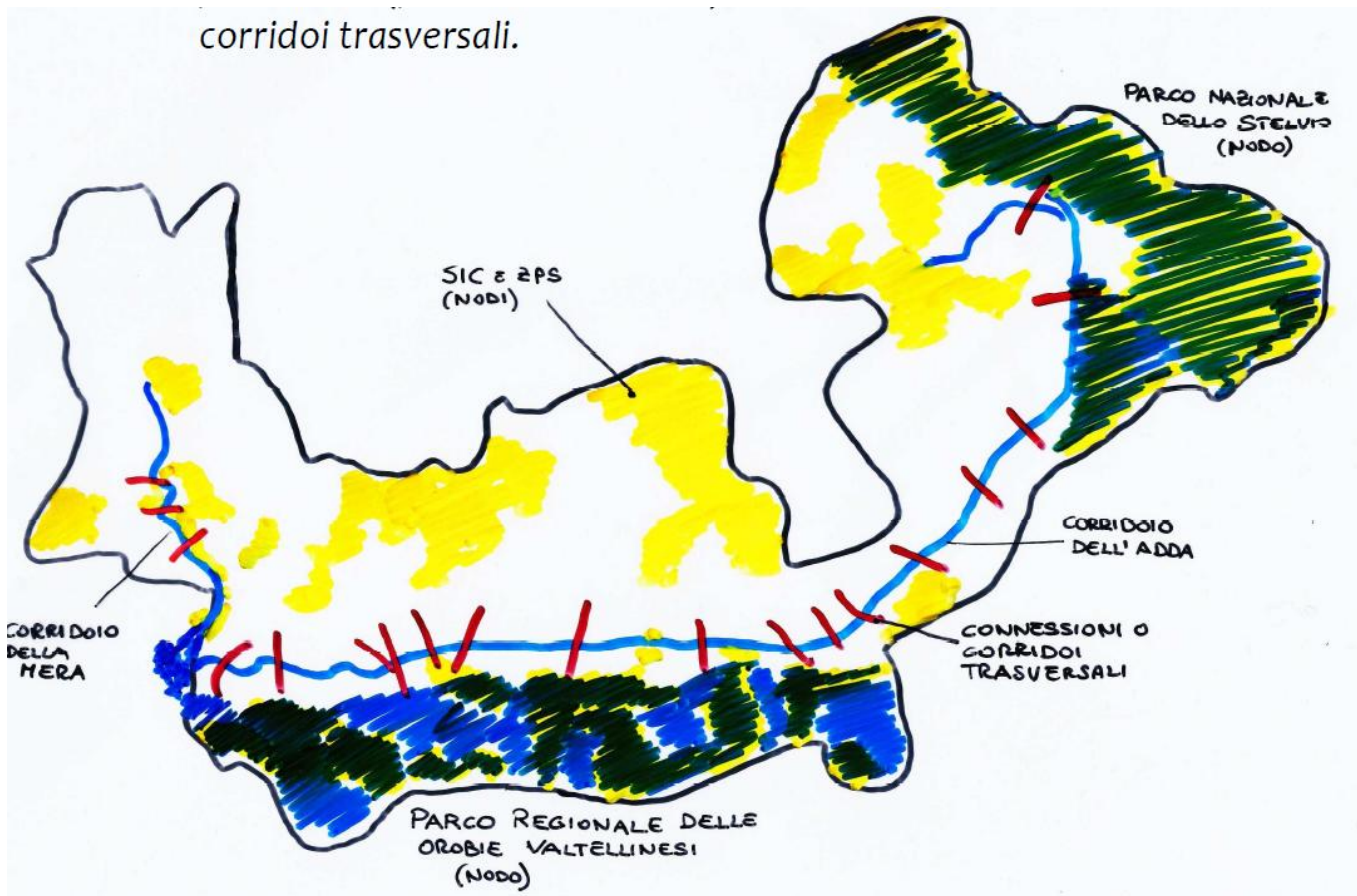 corridoi trasversali.
PARCO NAZIONALE
DELLO STELVIO
(NODO)
SIC E ZPS
(NODI)
CORRIDOIO
DELL'ADDA
CORRIDOIO
DELLA
MERA
CONNESSIONI O
CORRIDOI
TRASVERSALI
PARCO REGIONALE DELLE
OROBIE VALTELLINESI
(NODO)